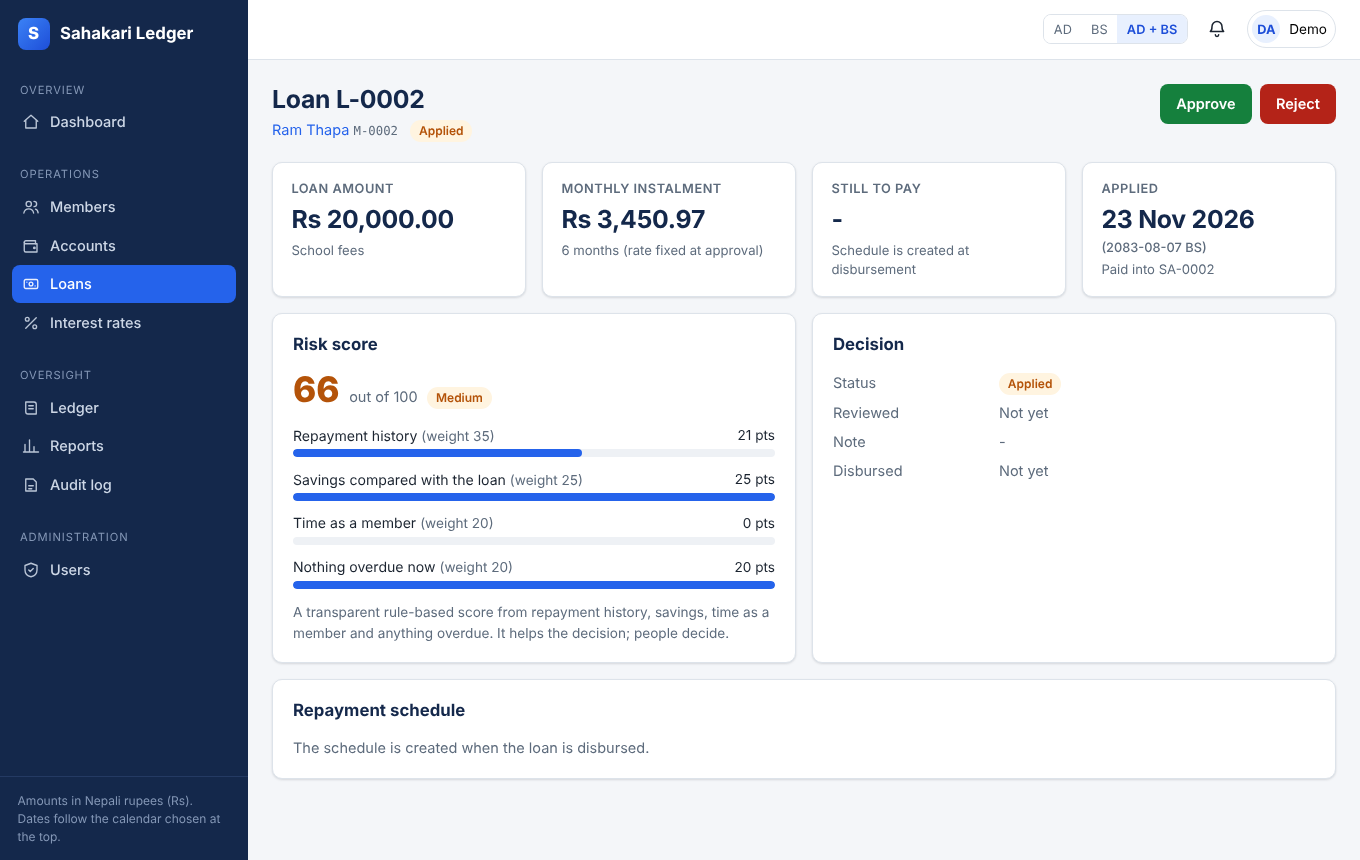 S Sahakari Ledger
AD BS AD + BS DA Demo
OVERVIEW
Dashboard
OPERATIONS
Members
Accounts
Loans
Interest rates
OVERSIGHT
Ledger
Reports
Audit log
ADMINISTRATION
Users
Amounts in Nepali rupees (Rs).
Dates follow the calendar chosen at
the top.
Loan L-0002
Ram Thapa M-0002 Applied
Approve Reject
LOAN AMOUNT
Rs 20,000.00
School fees
MONTHLY INSTALMENT
Rs 3,450.97
6 months (rate fixed at approval)
STILL TO PAY
-
Schedule is created at
disbursement
APPLIED
23 Nov 2026
(2083-08-07 BS)
Paid into SA-0002
Risk score
66 out of 100 Medium
Repayment history (weight 35) 21 pts
Savings compared with the loan (weight 25) 25 pts
Time as a member (weight 20) 0 pts
Nothing overdue now (weight 20) 20 pts
A transparent rule-based score from repayment history, savings, time as a
member and anything overdue. It helps the decision; people decide.
Decision
Status Applied
Reviewed Not yet
Note -
Disbursed Not yet
Repayment schedule
The schedule is created when the loan is disbursed.